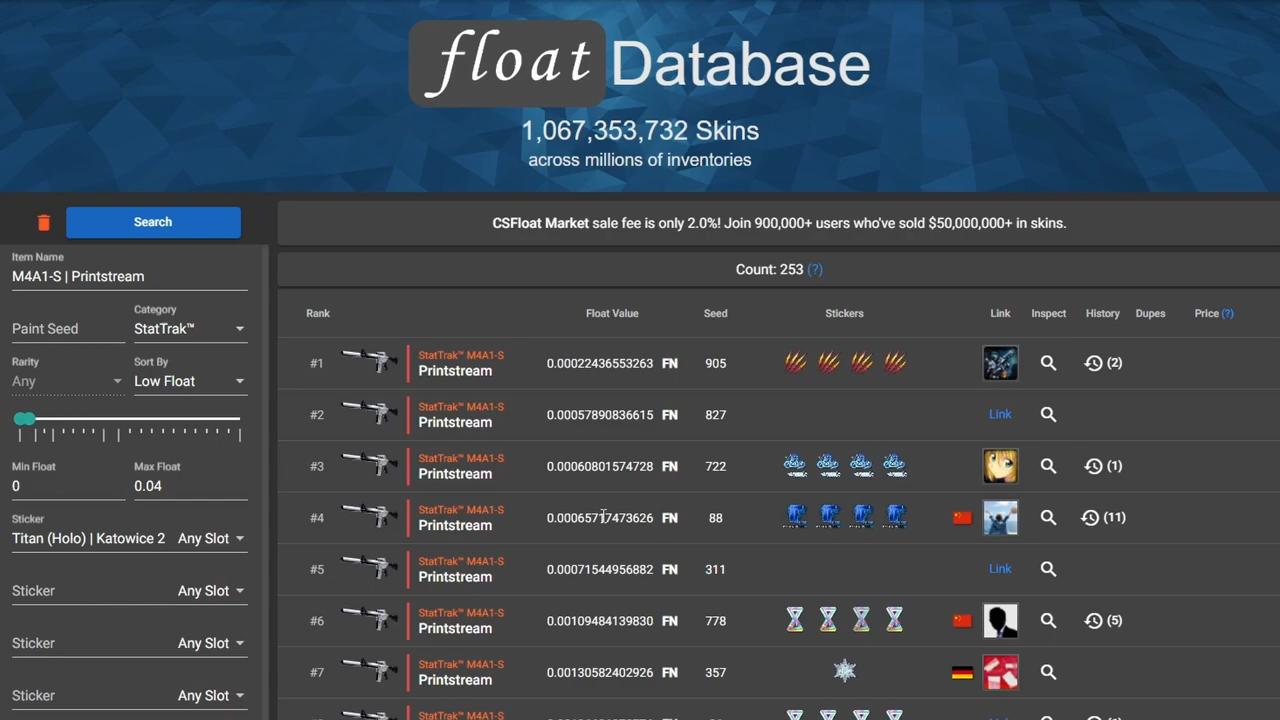 float Database
1,067,353,732 Skins
across millions of inventories
Search
CSFloat Market sale fee is only 2.0%! Join 900,000+ users who've sold $50,000,000+ in skins.
Item Name
M4A1-S | Printstream
Count: 253 (?)
Paint Seed
Category
StatTrak™
Rarity
Any
Sort By
Low Float
Min Float
0
Max Float
0.04
Sticker
Titan (Holo) | Katowice 2 Any Slot
Sticker Any Slot
Sticker Any Slot
Sticker Any Slot
Rank Float Value Seed Stickers Link Inspect History Dupes Price (?)
#1 StatTrak™ M4A1-S
Printstream 0.00022436553263 FN 905 (2)
#2 StatTrak™ M4A1-S
Printstream 0.00057890836615 FN 827 Link
#3 StatTrak™ M4A1-S
Printstream 0.00060801574728 FN 722 (1)
#4 StatTrak™ M4A1-S
Printstream 0.00065717473626 FN 88 (11)
#5 StatTrak™ M4A1-S
Printstream 0.00071544956882 FN 311 Link
#6 StatTrak™ M4A1-S
Printstream 0.00109484139830 FN 778 (5)
#7 StatTrak™ M4A1-S
Printstream 0.00130582402926 FN 357
StatTrak™ M4A1-S